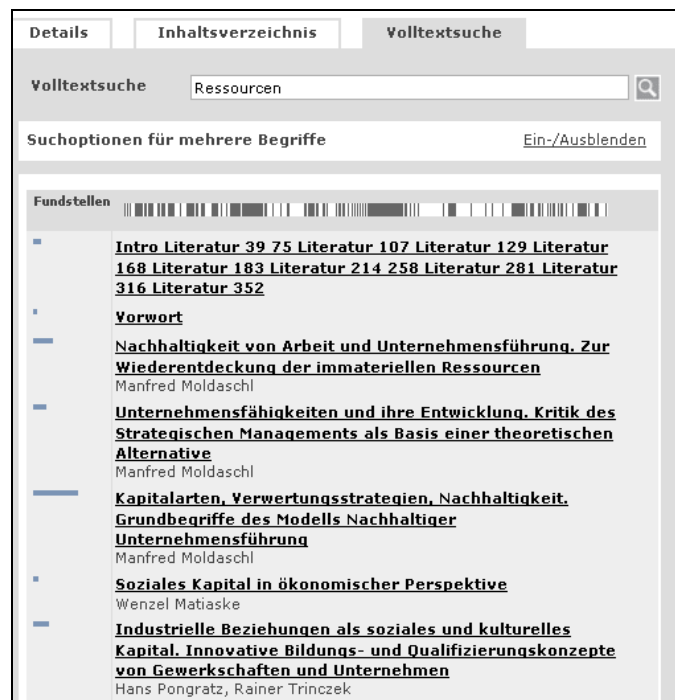 Details Inhaltsverzeichnis Volltextsuche
Volltextsuche Ressourcen
Suchoptionen für mehrere Begriffe Ein-/Ausblenden
Fundstellen
Intro Literatur 39 75 Literatur 107 Literatur 129 Literatur
168 Literatur 183 Literatur 214 258 Literatur 281 Literatur
316 Literatur 352
Vorwort
Nachhaltigkeit von Arbeit und Unternehmensführung. Zur
Wiederentdeckung der immateriellen Ressourcen
Manfred Moldaschl
Unternehmensfähigkeiten und ihre Entwicklung. Kritik des
Strategischen Managements als Basis einer theoretischen
Alternative
Manfred Moldaschl
Kapitalarten, Verwertungsstrategien, Nachhaltigkeit.
Grundbegriffe des Modells Nachhaltiger
Unternehmensführung
Manfred Moldaschl
Soziales Kapital in ökonomischer Perspektive
Wenzel Matiaske
Industrielle Beziehungen als soziales und kulturelles
Kapital. Innovative Bildungs- und Qualifizierungskonzepte
von Gewerkschaften und Unternehmen
Hans Pongratz, Rainer Trinczek